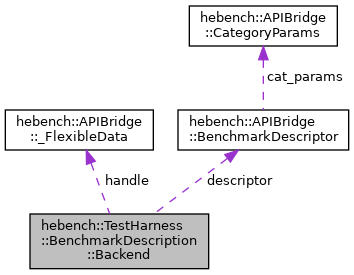 hebench::APIBridge
::CategoryParams
cat_params
hebench::APIBridge
::_FlexibleData
hebench::APIBridge
::BenchmarkDescriptor
handle
descriptor
hebench::TestHarness
::BenchmarkDescription
::Backend